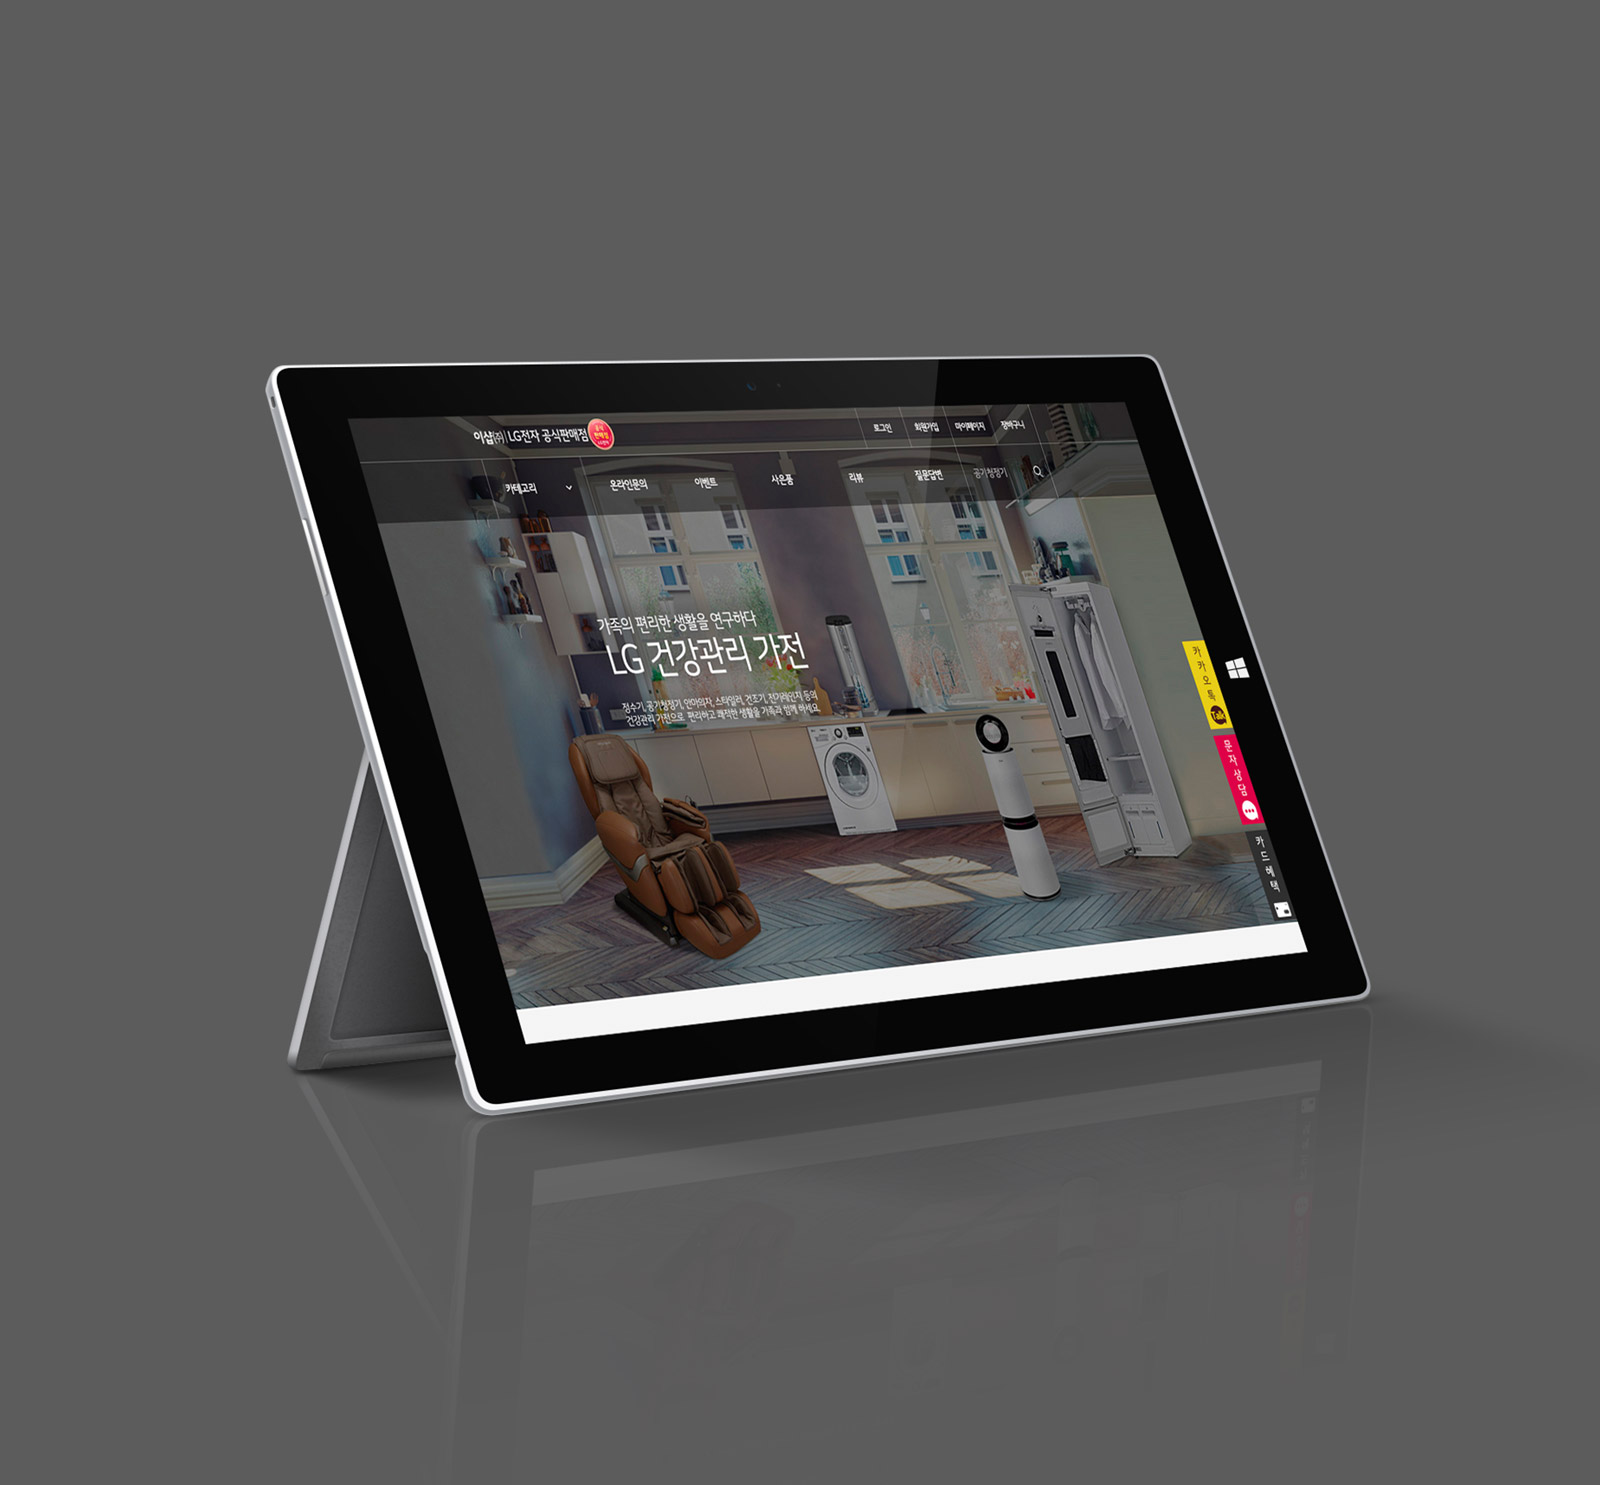 이샵(주) LG전자 공식판매점
공식
판매점
로그인 회원가입 마이페이지 장바구니
카테고리 온라인문의 이벤트 사은품 리뷰 질문답변 공기청정기
가족의 편리한 생활을 연구하다
LG 건강관리 가전
정수기, 공기청정기, 안마의자, 스타일러, 건조기, 전기레인지 등의
건강관리 가전으로 편리하고 쾌적한 생활을 가족과 함께 하세요.
카카오톡
Talk
문자상담
카드혜택